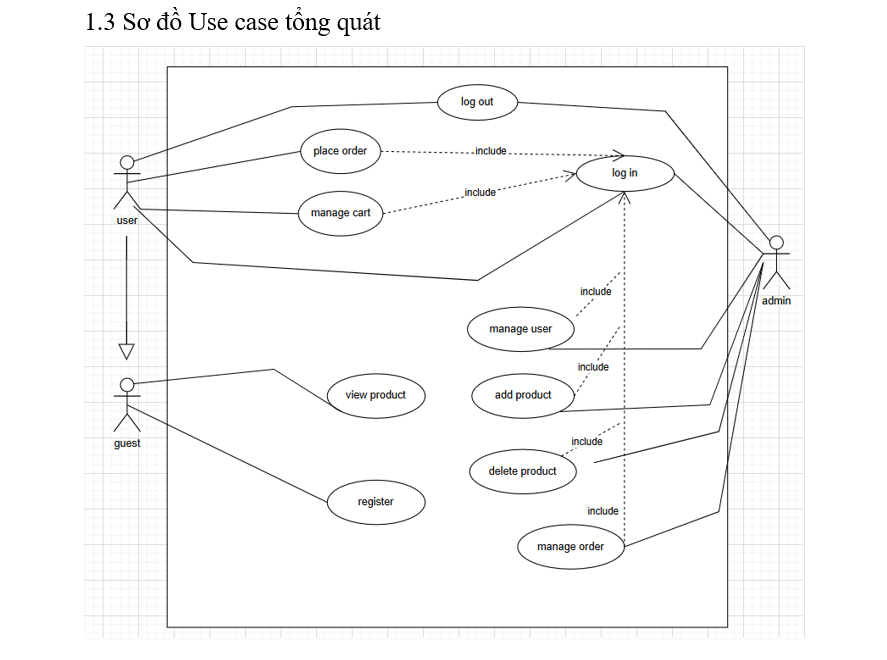 1.3 Sơ đồ Use case tổng quát
log out
place order
include
log in
include
manage cart
user
admin
include
manage user
include
view product
add product
guest
include
delete product
register
include
manage order